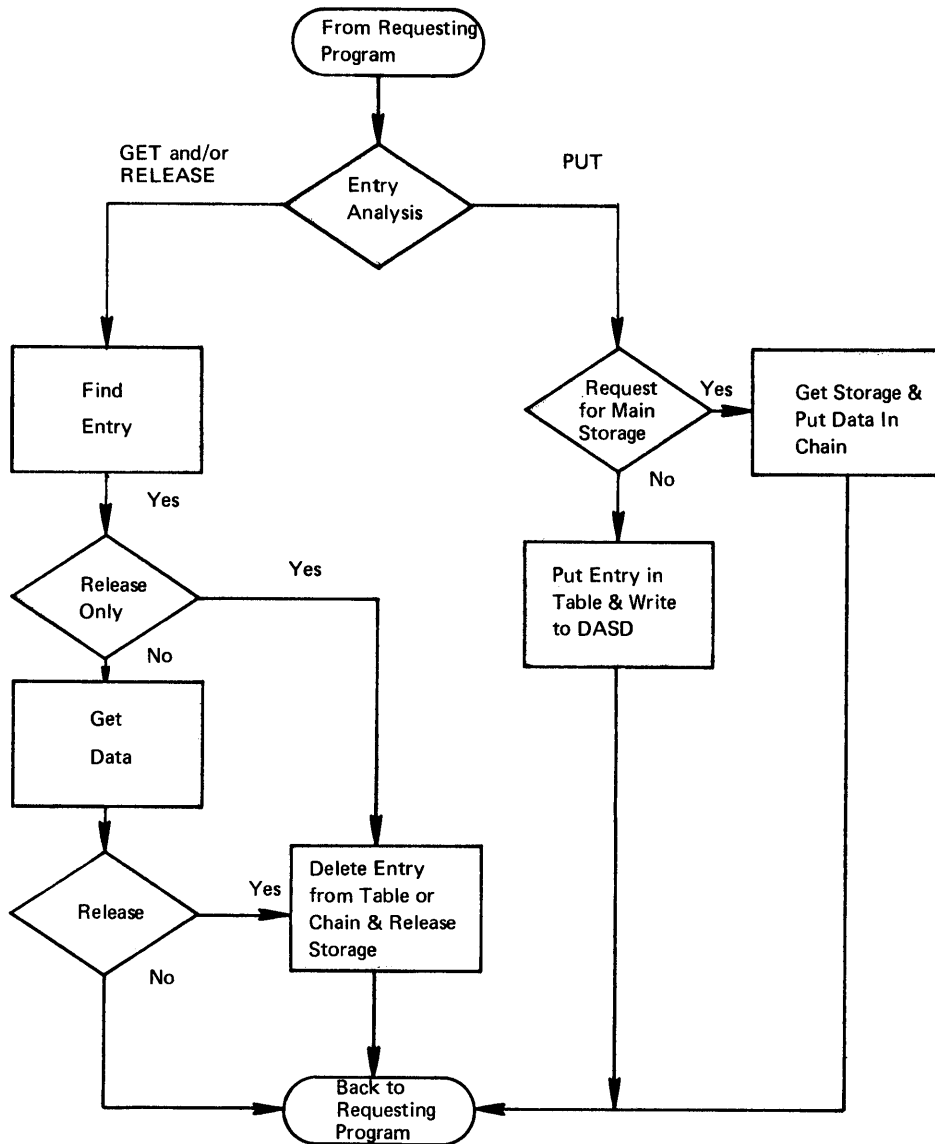 From Requesting
Program
GET and/or
RELEASE
PUT
Entry
Analysis
Find
Entry
Request
for Main
Storage
Yes
Get Storage &
Put Data In
Chain
Yes
No
Release
Only
Yes
Put Entry in
Table & Write
to DASD
No
Get
Data
Release
Yes
Delete Entry
from Table or
Chain & Release
Storage
No
Back to
Requesting
Program